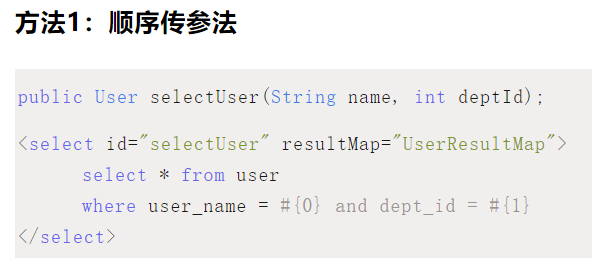 方法1：顺序传参法
public User selectUser(String name, int deptId);
<select id="selectUser" resultMap="UserResultMap">
select * from user
where user_name = #{0} and dept_id = #{1}
</select>